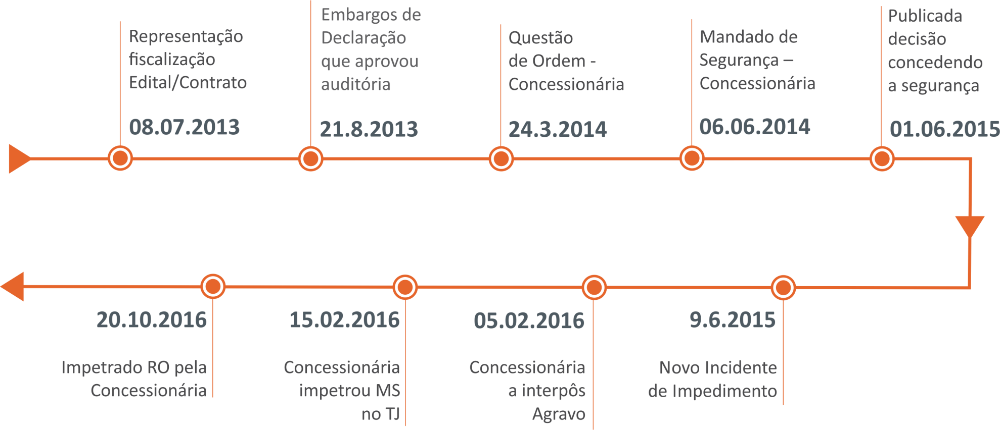 Representação
fiscalização
Edital/Contrato
08.07.2013
Embargos de
Declaração
que aprovou
auditória
21.8.2013
Questão
de Ordem -
Concessionária
24.3.2014
Mandado de
Segurança –
Concessionária
06.06.2014
Publicada
decisão
concedendo
a segurança
01.06.2015
9.6.2015
Novo Incidente
de Impedimento
05.02.2016
Concessionária
a interpôs
Agravo
15.02.2016
Concessionária
impetrou MS
no TJ
20.10.2016
Impetrado RO pela
Concessionária